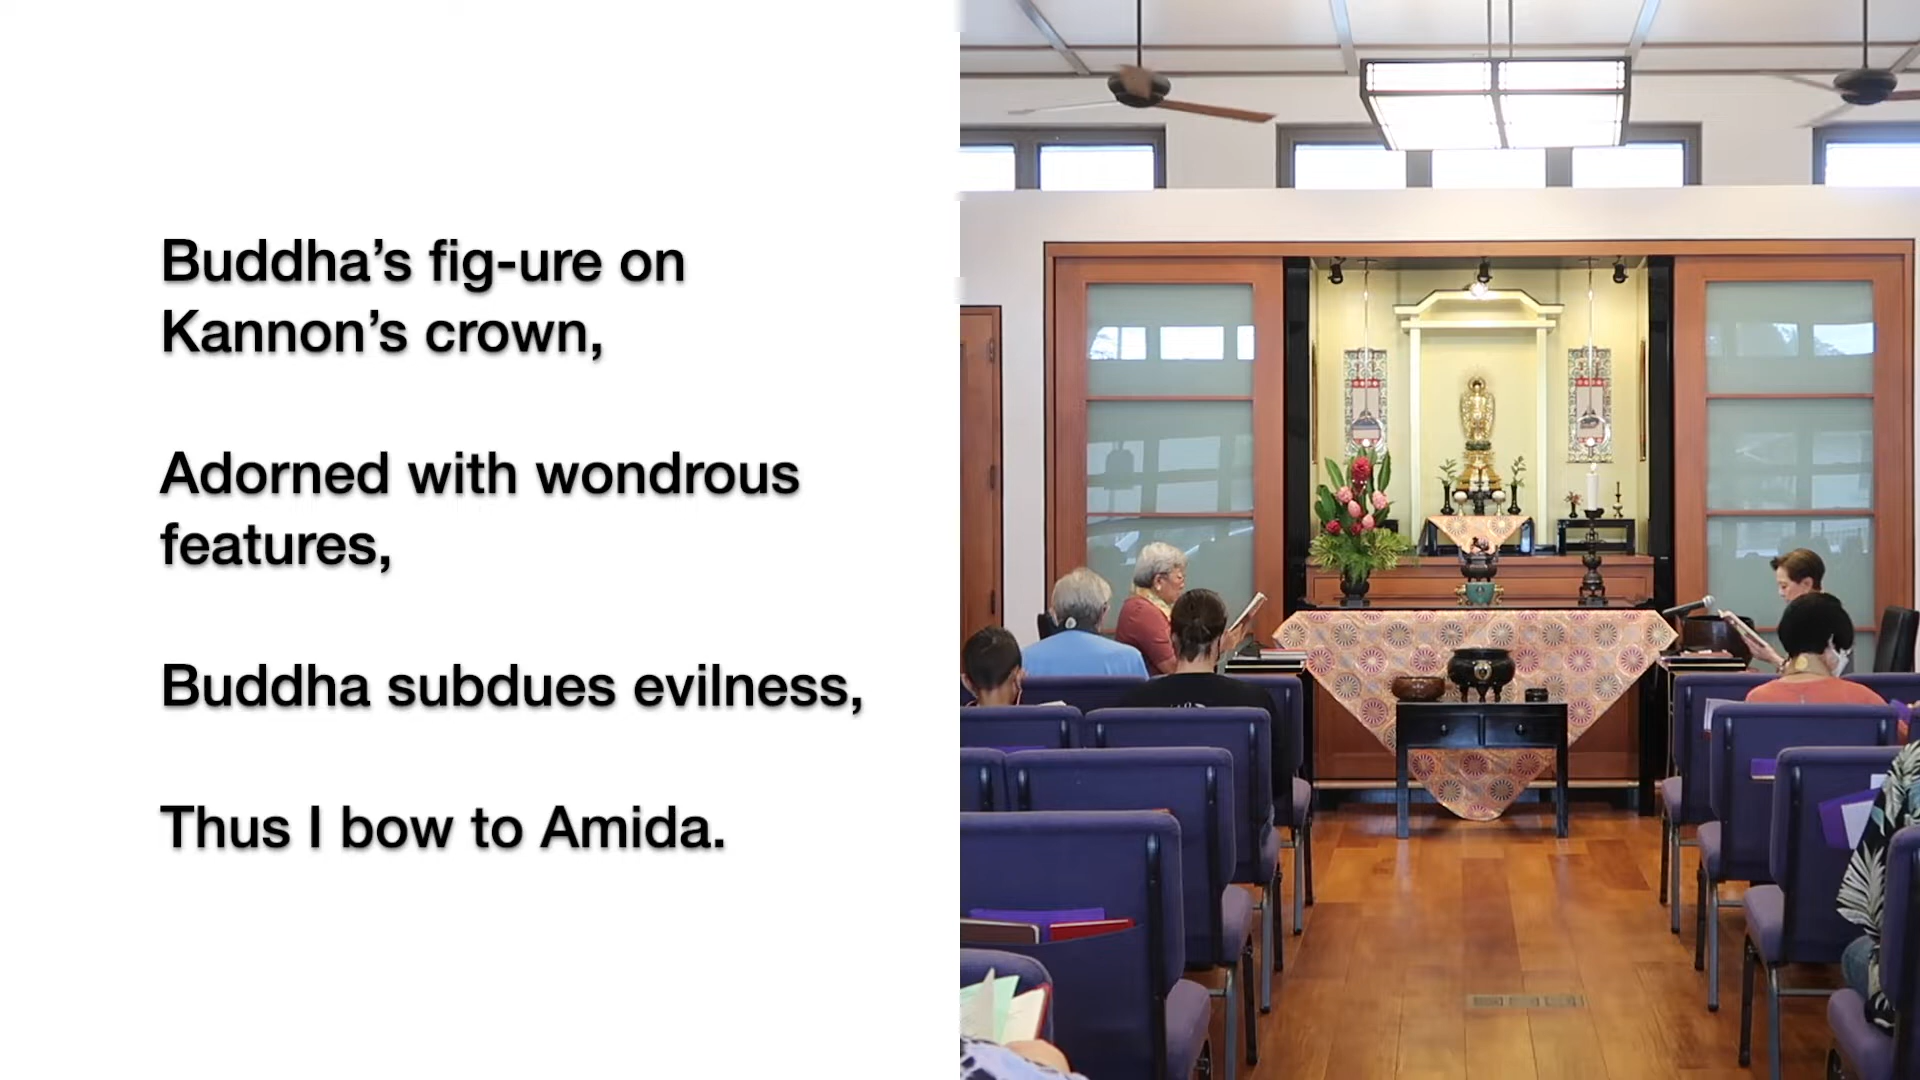 Buddha’s fig-ure on
Kannon’s crown,
Adorned with wondrous
features,
Buddha subdues evilness,
Thus I bow to Amida.